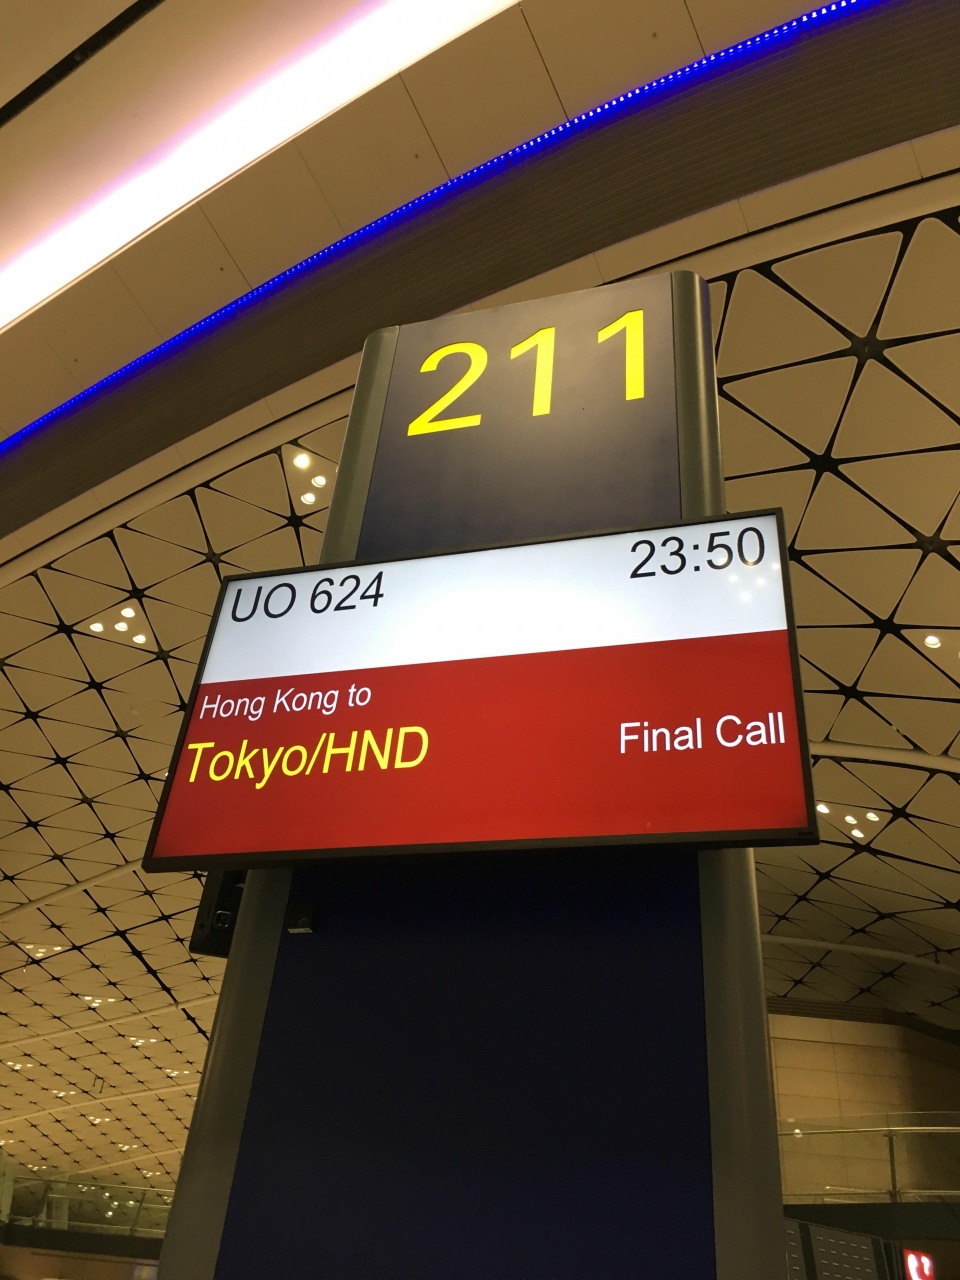 211
UO 624 23:50
Hong Kong to
Tokyo/HND Final Call